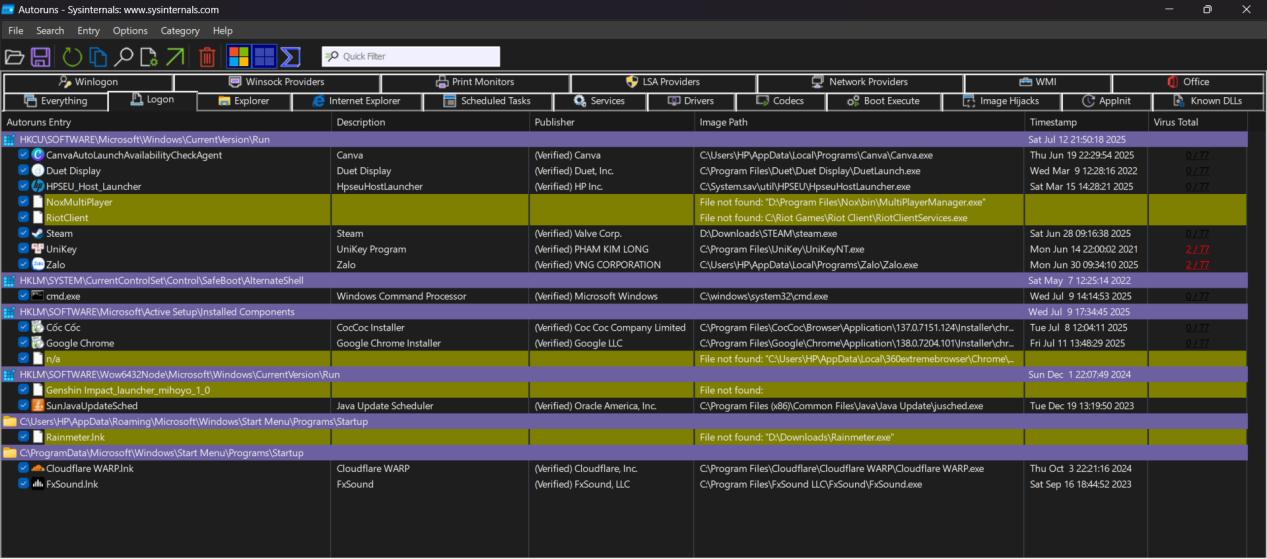 Autoruns - Sysinternals: www.sysinternals.com
File Search Entry Options Category Help
Quick Filter
Winlogon Winsock Providers Print Monitors LSA Providers Network Providers WMI Office
Everything Logon Explorer Internet Explorer Scheduled Tasks Services Drivers Codecs Boot Execute Image Hijacks AppInit Known DLLs
Autoruns Entry Description Publisher Image Path Timestamp Virus Total
HKCU\SOFTWARE\Microsoft\Windows\CurrentVersion\Run Sat Jul 12 21:50:18 2025
CanvaAutoLaunchAvailabilityCheckAgent Canva (Verified) Canva C:\Users\HP\AppData\Local\Programs\Canva\Canva.exe Thu Jun 19 22:29:54 2025 0 / 77
Duet Display Duet Display (Verified) Duet, Inc. C:\Program Files\Duet\Duet Display\DuetLaunch.exe Wed Mar 9 12:28:16 2022 0 / 77
HPSEU_Host_Launcher HpseuHostLauncher (Verified) HP Inc. C:\System.sav\util\HPSEU\HpseuHostLauncher.exe Sat Mar 15 14:28:21 2025 0 / 77
NoxMultiPlayer File not found: "D:\Program Files\Nox\bin\MultiPlayerManager.exe"
RiotClient File not found: C:\Riot Games\Riot Client\RiotClientServices.exe
Steam Steam (Verified) Valve Corp. D:\Downloads\STEAM\steam.exe Sat Jun 28 09:16:38 2025 0 / 77
UniKey UniKey Program (Verified) PHAM KIM LONG C:\Program Files\UniKey\UniKeyNT.exe Mon Jun 14 22:00:02 2021 2 / 77
Zalo Zalo (Verified) VNG CORPORATION C:\Users\HP\AppData\Local\Programs\Zalo\Zalo.exe Mon Jun 30 09:34:10 2025 2 / 77
HKLM\SYSTEM\CurrentControlSet\Control\SafeBoot\AlternateShell Sat May 7 12:25:14 2022
cmd.exe Windows Command Processor (Verified) Microsoft Windows C:\windows\system32\cmd.exe Wed Jul 9 14:14:53 2025 0 / 77
HKLM\SOFTWARE\Microsoft\Active Setup\Installed Components Wed Jul 9 17:34:45 2025
Cốc Cốc CocCoc Installer (Verified) Coc Coc Company Limited C:\Program Files\CocCoc\Browser\Application\137.0.7151.124\Installer\chr... Tue Jul 8 12:04:11 2025 0 / 77
Google Chrome Google Chrome Installer (Verified) Google LLC C:\Program Files\Google\Chrome\Application\138.0.7204.101\Installer\chr... Fri Jul 11 13:48:29 2025 0 / 77
n/a File not found: "C:\Users\HP\AppData\Local\360extremebrowser\Chrome\...
HKLM\SOFTWARE\Wow6432Node\Microsoft\Windows\CurrentVersion\Run Sun Dec 1 22:07:49 2024
Genshin Impact_launcher_mihoyo_1_0 File not found:
SunJavaUpdateSched Java Update Scheduler (Verified) Oracle America, Inc. C:\Program Files (x86)\Common Files\Java\Java Update\jusched.exe Tue Dec 19 13:19:50 2023
C:\Users\HP\AppData\Roaming\Microsoft\Windows\Start Menu\Programs\Startup
Rainmeter.lnk File not found: "D:\Downloads\Rainmeter.exe"
C:\ProgramData\Microsoft\Windows\Start Menu\Programs\Startup
Cloudflare WARP.lnk Cloudflare WARP (Verified) Cloudflare, Inc. C:\Program Files\Cloudflare\Cloudflare WARP\Cloudflare WARP.exe Thu Oct 3 22:21:16 2024
FxSound.lnk FxSound (Verified) FxSound, LLC C:\Program Files\FxSound LLC\FxSound\FxSound.exe Sat Sep 16 18:44:52 2023